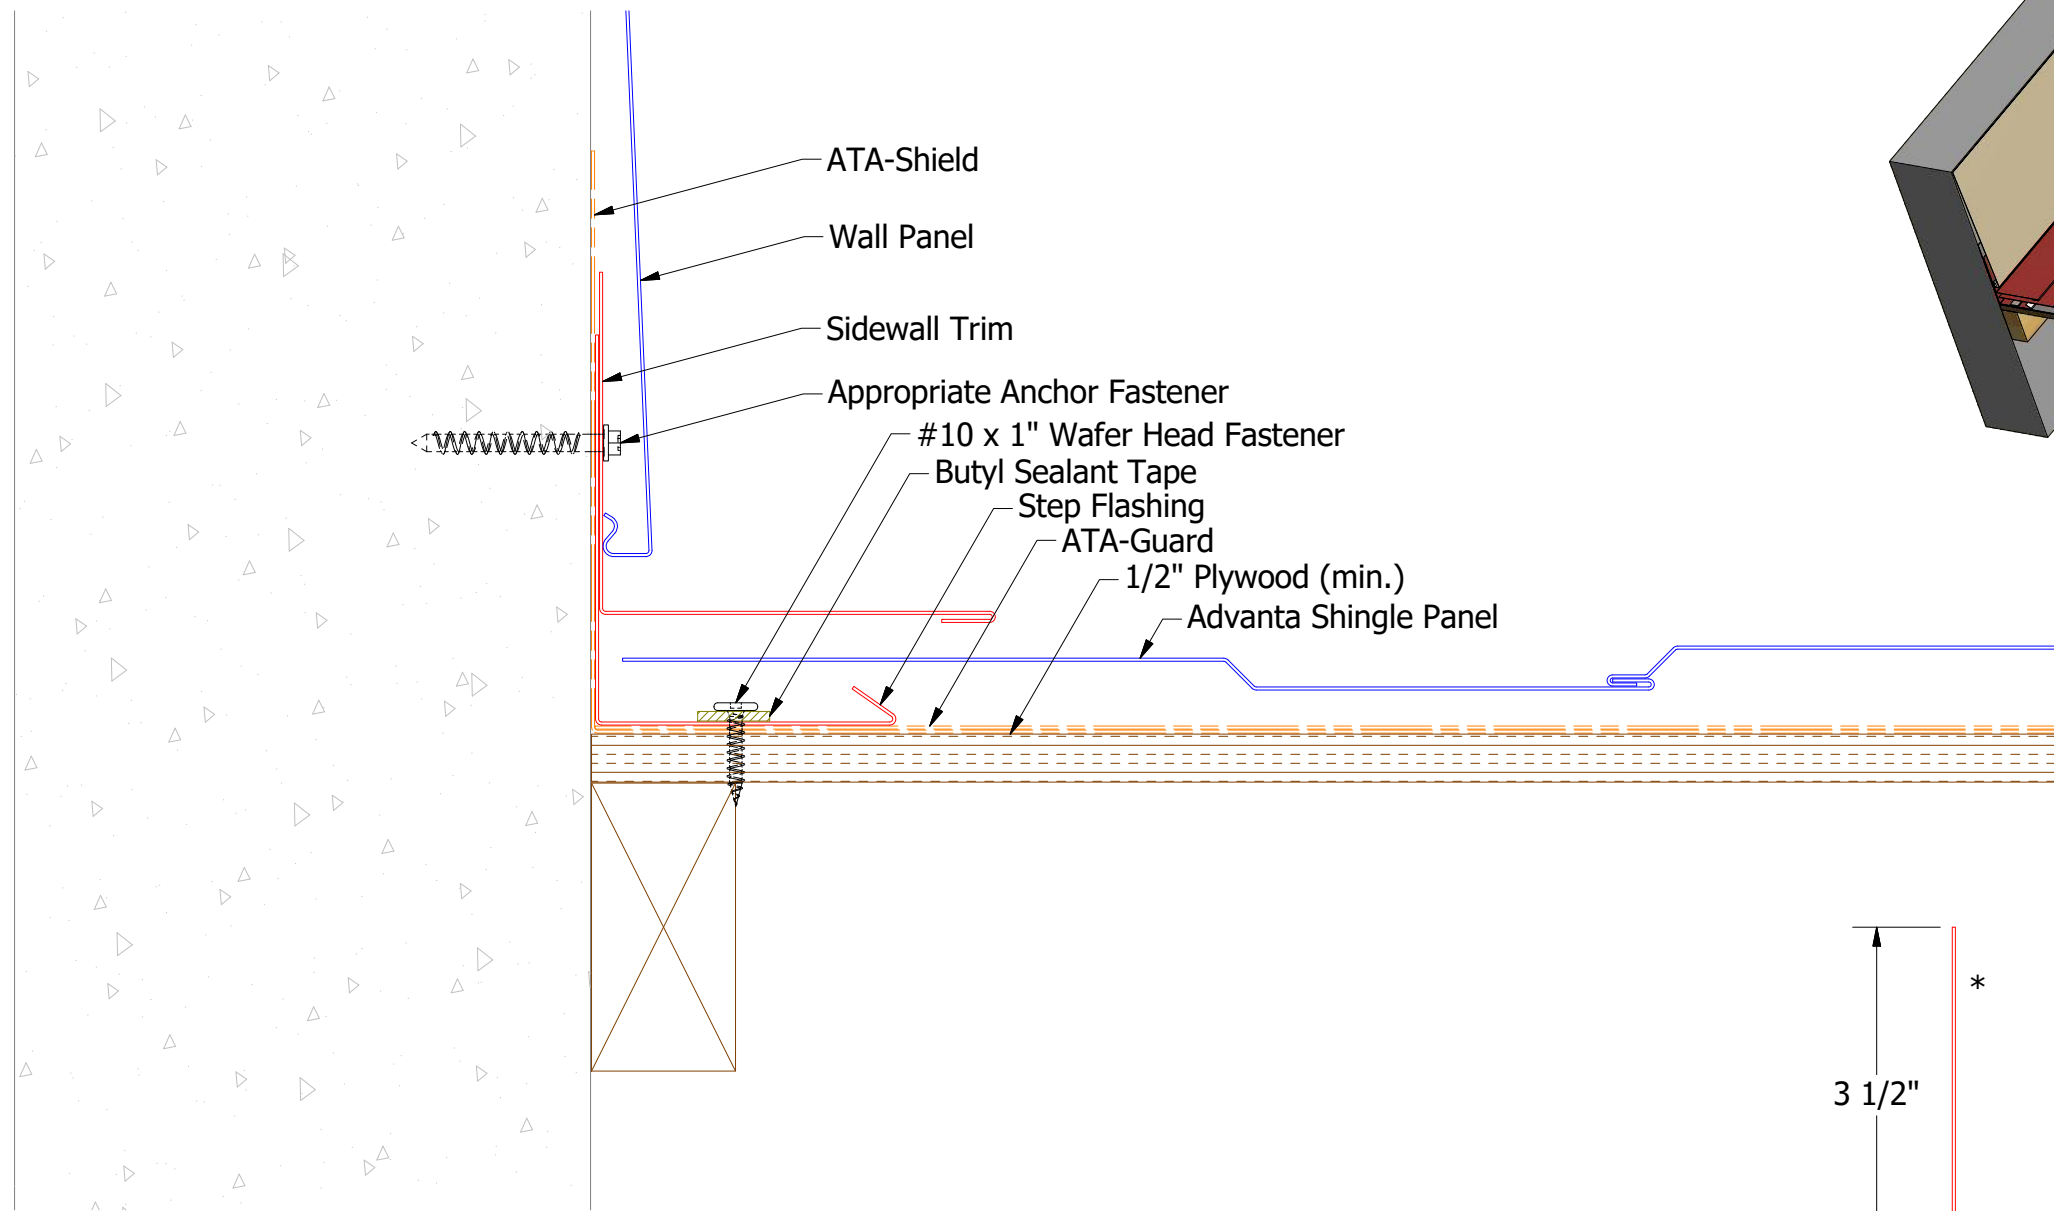 ATA-Shield
Wall Panel
Sidewall Trim
Appropriate Anchor Fastener
#10 x 1" Wafer Head Fastener
Butyl Sealant Tape
Step Flashing
ATA-Guard
1/2" Plywood (min.)
Advanta Shingle Panel
*
3 1/2"